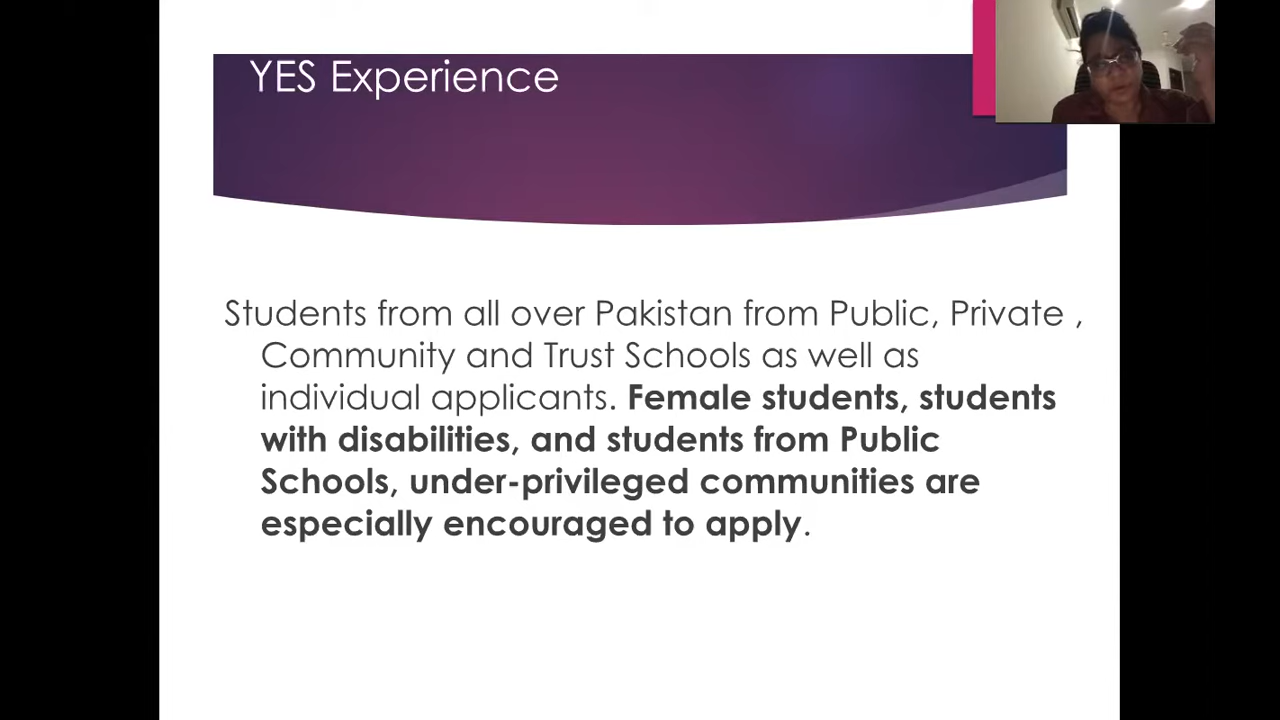 YES Experience
Students from all over Pakistan from Public, Private ,
Community and Trust Schools as well as
individual applicants. Female students, students
with disabilities, and students from Public
Schools, under-privileged communities are
especially encouraged to apply.